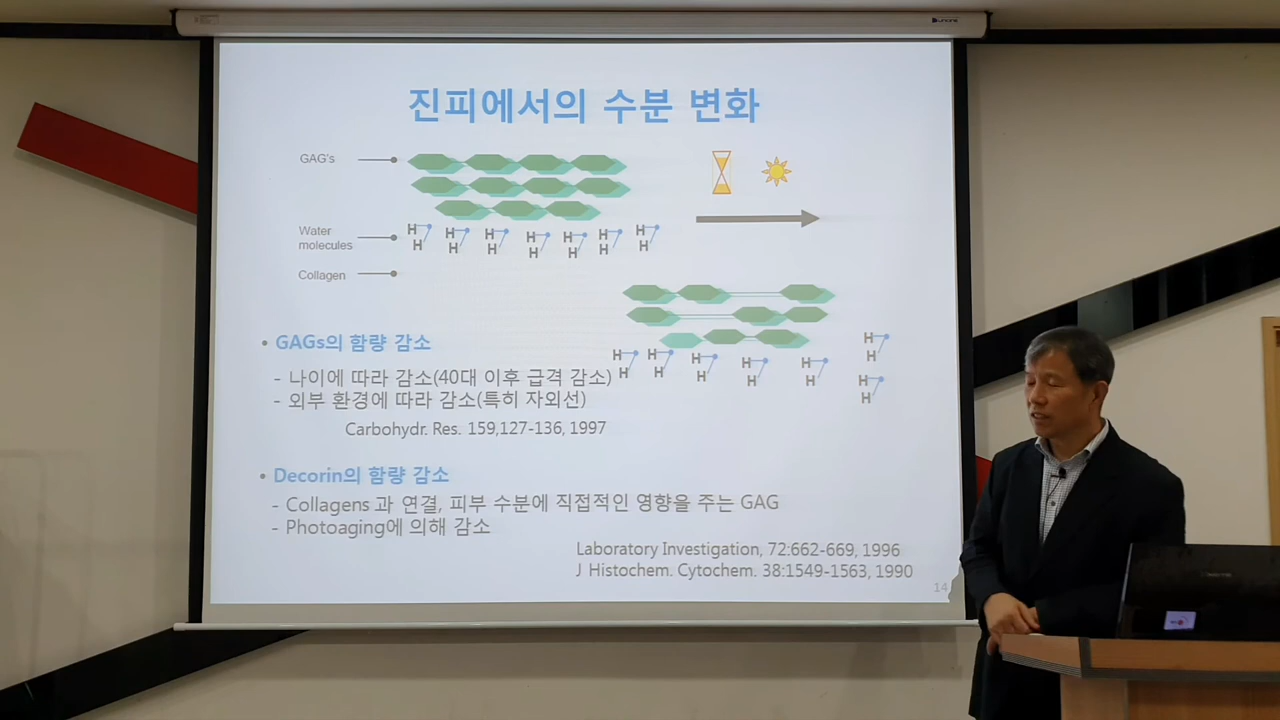 진피에서의 수분 변화
GAG's
Water
molecules
Collagen
H H H H H H H
H H H H H H H
• GAGs의 함량 감소
- 나이에 따라 감소(40대 이후 급격 감소)
- 외부 환경에 따라 감소(특히 자외선)
Carbohydr. Res. 159,127-136, 1997
H H H H H H H
H H H H H H H
• Decorin의 함량 감소
- Collagens 과 연결, 피부 수분에 직접적인 영향을 주는 GAG
- Photoaging에 의해 감소
Laboratory Investigation, 72:662-669, 1996
J Histochem. Cytochem. 38:1549-1563, 1990
14